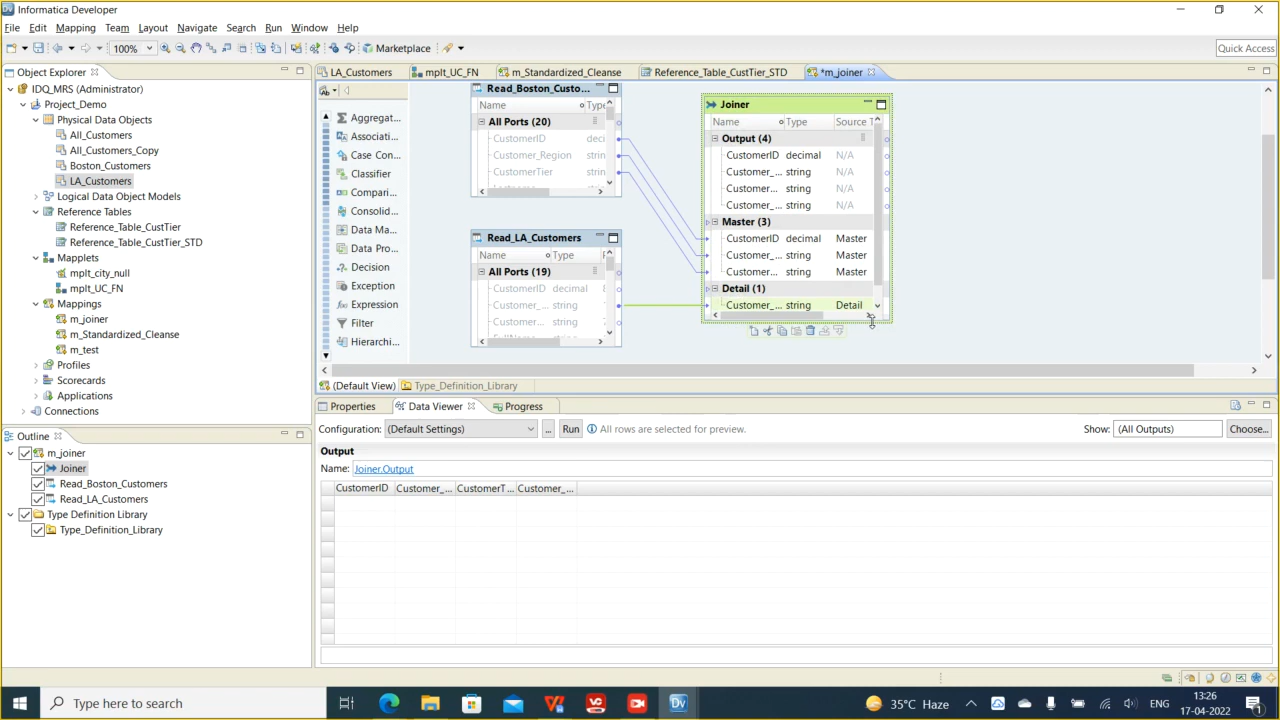 Informatica Developer
File Edit Mapping Team Layout Navigate Search Run Window Help
100% Marketplace Quick Access
Object Explorer
IDQ_MRS (Administrator)
Project_Demo
Physical Data Objects
All_Customers
All_Customers_Copy
Boston_Customers
LA_Customers
Logical Data Object Models
Reference Tables
Reference_Table_CustTier
Reference_Table_CustTier_STD
Mapplets
mplt_city_null
mplt_UC_FN
Mappings
m_joiner
m_Standardized_Cleanse
m_test
Profiles
Scorecards
Applications
Connections
Outline
m_joiner
Joiner
Read_Boston_Customers
Read_LA_Customers
Type Definition Library
Type_Definition_Library
LA_Customers mplt_UC_FN m_Standardized_Cleanse Reference_Table_CustTier_STD *m_joiner
Aggregat...
Associati...
Case Con...
Classifier
Compari...
Consolid...
Data Ma...
Data Pro...
Decision
Exception
Expression
Filter
Hierarchi...
Read_Boston_Custo...
Name Type
All Ports (20)
CustomerID deci
Customer_Region strin
CustomerTier strin
Read_LA_Customers
Name Type
All Ports (19)
CustomerID decimal
Customer_... string
Customer... string
Joiner
Name Type Source T
Output (4)
CustomerID decimal N/A
Customer_... string N/A
Customer_... string N/A
Customer_... string N/A
Master (3)
CustomerID decimal Master
Customer_... string Master
Customer... string Master
Detail (1)
Customer_... string Detail
(Default View) Type_Definition_Library
Properties Data Viewer Progress
Configuration: (Default Settings) ... Run All rows are selected for preview. Show: (All Outputs) Choose...
Output
Name: Joiner.Output
CustomerID Customer_... CustomerT... Customer_...
Type here to search
35°C Haze ENG 13:26
17-04-2022